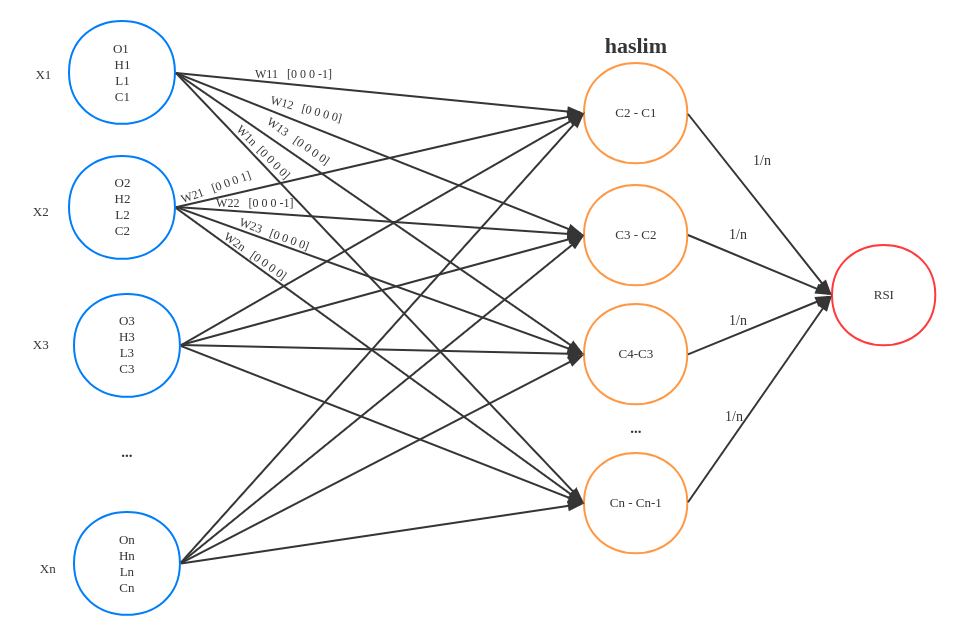 haslim
X1
O1
H1
L1
C1
W11 [0 0 0 -1]
W12 [0 0 0 0]
W13 [0 0 0 0]
W1n [0 0 0 0]
X2
O2
H2
L2
C2
W21 [0 0 0 1]
W22 [0 0 0 -1]
W23 [0 0 0 0]
W2n [0 0 0 0]
X3
O3
H3
L3
C3
...
Xn
On
Hn
Ln
Cn
C2 - C1
C3 - C2
C4-C3
...
Cn - Cn-1
1/n
1/n
1/n
1/n
RSI